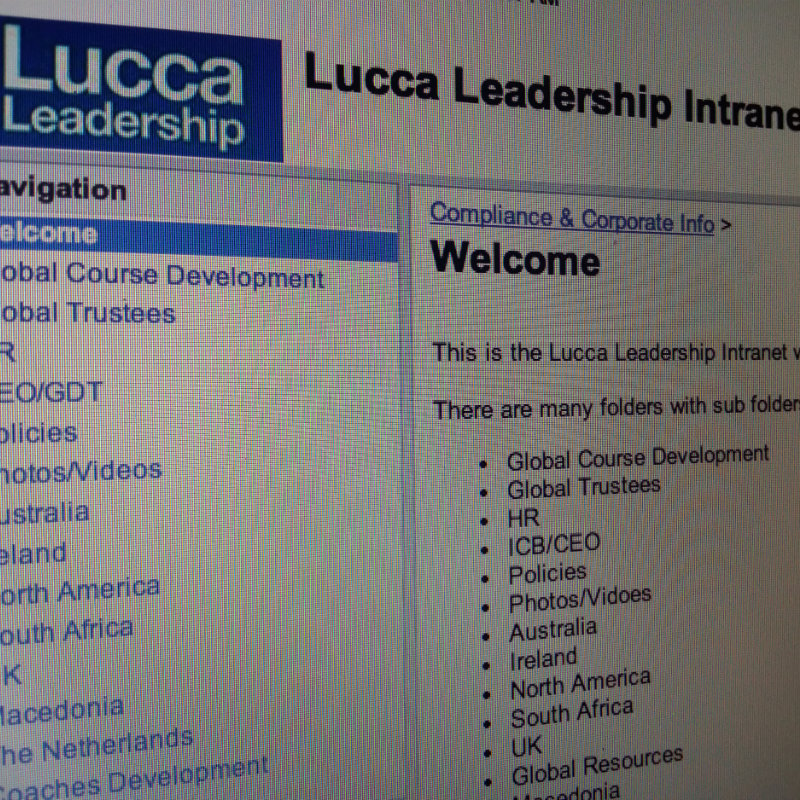 Lucca
Leadership
Lucca Leadership Intrane
avigation
elcome
obal Course Development
obal Trustees
R
EO/GDT
olicies
hotos/Videos
ustralia
eland
orth America
outh Africa
K
acedonia
he Netherlands
oaches Development
Compliance & Corporate Info >
Welcome
This is the Lucca Leadership Intranet
There are many folders with sub folder
• Global Course Development
• Global Trustees
• HR
• ICB/CEO
• Policies
• Photos/Vidoes
• Australia
• Ireland
• North America
• South Africa
• UK
• Global Resources
Macedonia